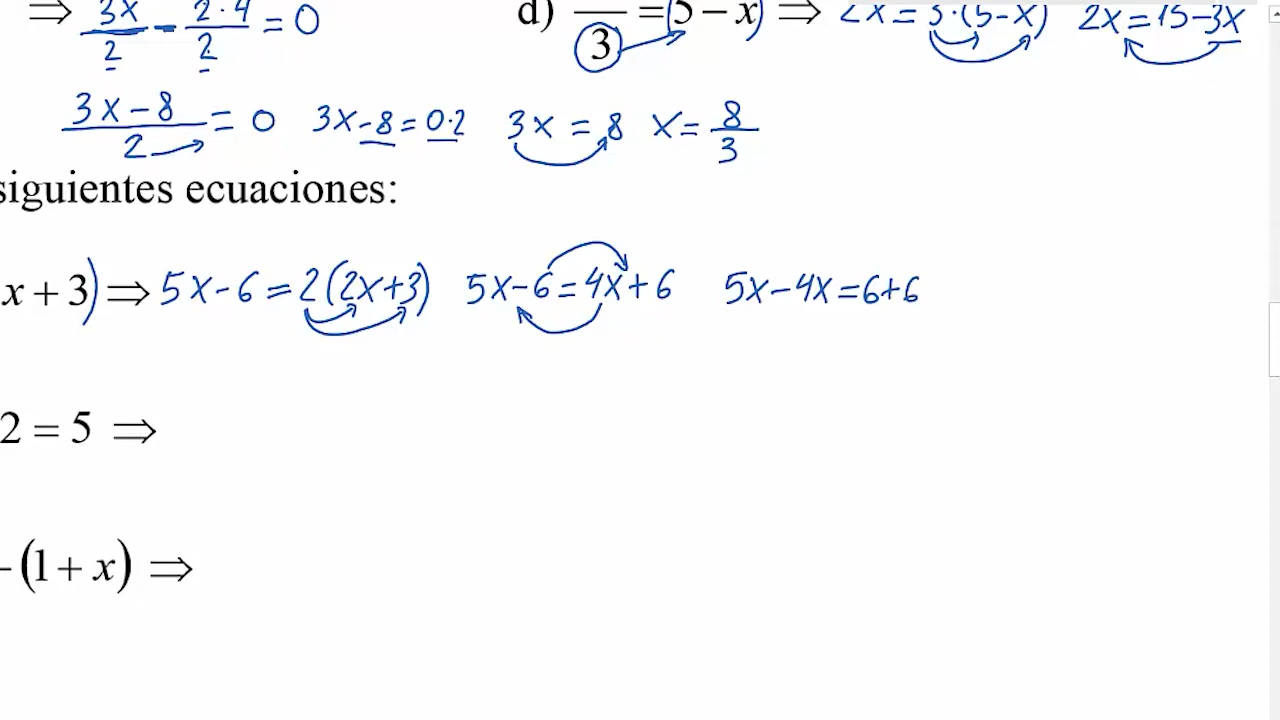 ⇒ 3x/2 - 2·4/2 = 0 d) /3 = (5 − x) ⇒ 2x = 3·(5-x) 2x = 15-3x
3x-8/2 = 0 3x-8 = 0·2 3x = 8 x = 8/3
siguientes ecuaciones:
x + 3) ⇒ 5x-6 = 2(2x+3) 5x-6 = 4x+6 5x-4x = 6+6
2 = 5 ⇒
-(1 + x) ⇒